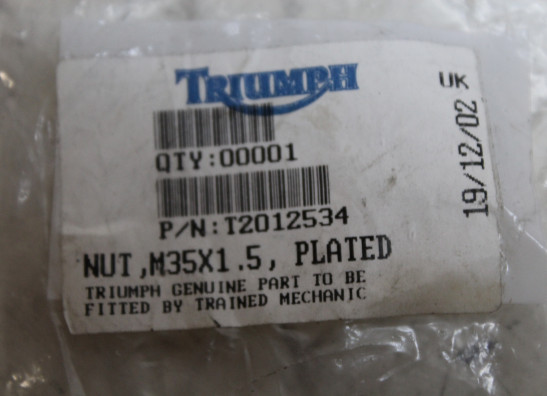 TRIUMPH
QTY:00001
P/N:T2012534
NUT,M35X1.5, PLATED
TRIUMPH GENUINE PART TO BE
FITTED BY TRAINED MECHANIC
UK
19/12/02